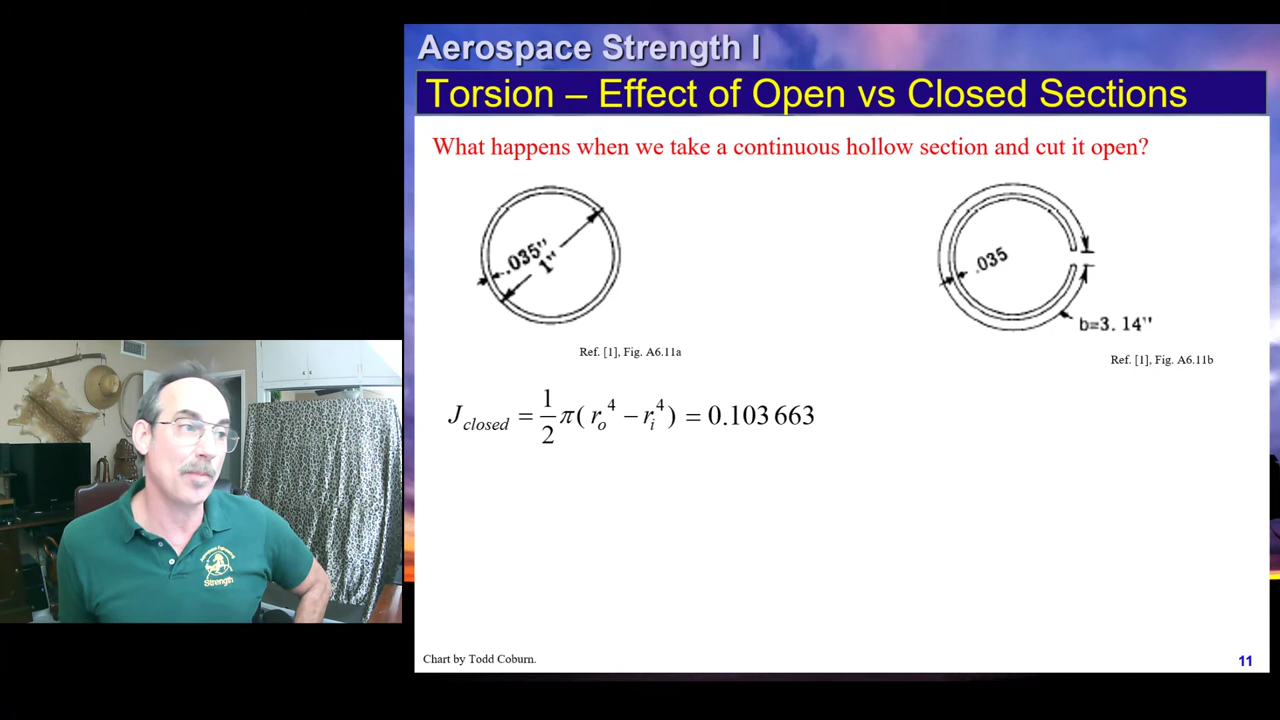 Aerospace Strength I
Torsion – Effect of Open vs Closed Sections
What happens when we take a continuous hollow section and cut it open?
.035"
1"
.035
b=3.14"
Ref. [1], Fig. A6.11a
Ref. [1], Fig. A6.11b
J_closed = 1/2 π( r_o^4 − r_i^4 ) = 0.103 663
Strength
Chart by Todd Coburn.
11